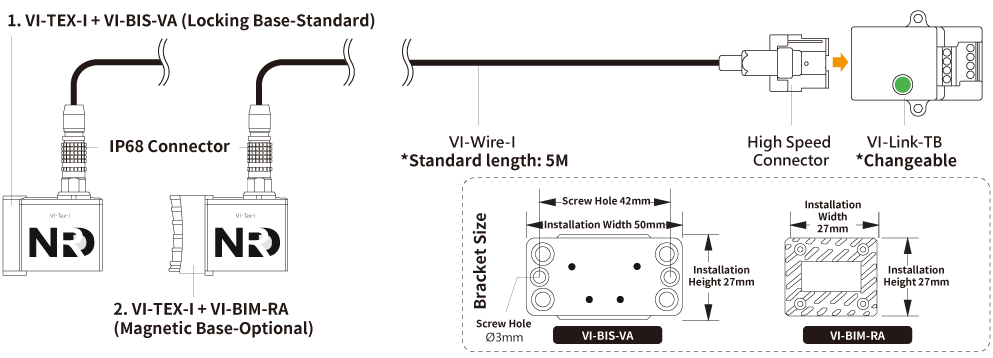 1. VI-TEX-I + VI-BIS-VA (Locking Base-Standard)
IP68 Connector
VI-Wire-I
*Standard length: 5M
High Speed
Connector
VI-Link-TB
*Changeable
VI-Tex-I
NRD
VI-Tex-I
NRD
2. VI-TEX-I + VI-BIM-RA
(Magnetic Base-Optional)
Bracket Size
Screw Hole 42mm
Installation Width 50mm
Installation
Height 27mm
Screw Hole
Ø3mm
VI-BIS-VA
Installation
Width
27mm
Installation
Height 27mm
VI-BIM-RA